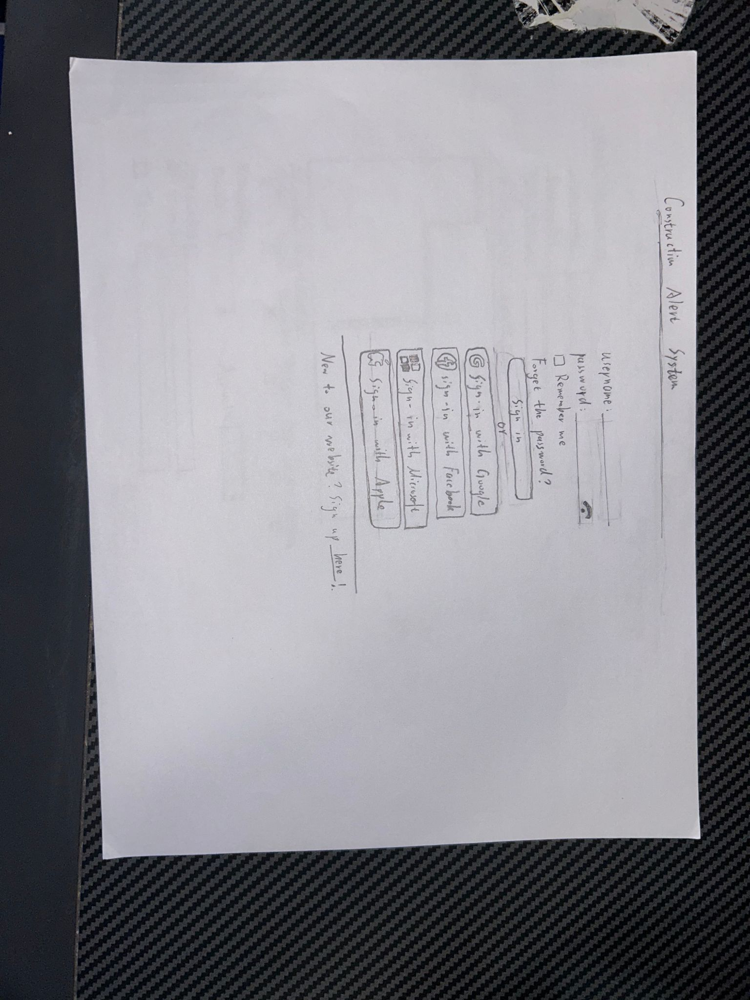 Construction Alert System
username:
password:
Remember me
Forget the password?
Sign in
or
Sign-in with Google
sign-in with Facebook
Sign-in with Microsoft
Sign-in with Apple
New to our website? Sign up here!